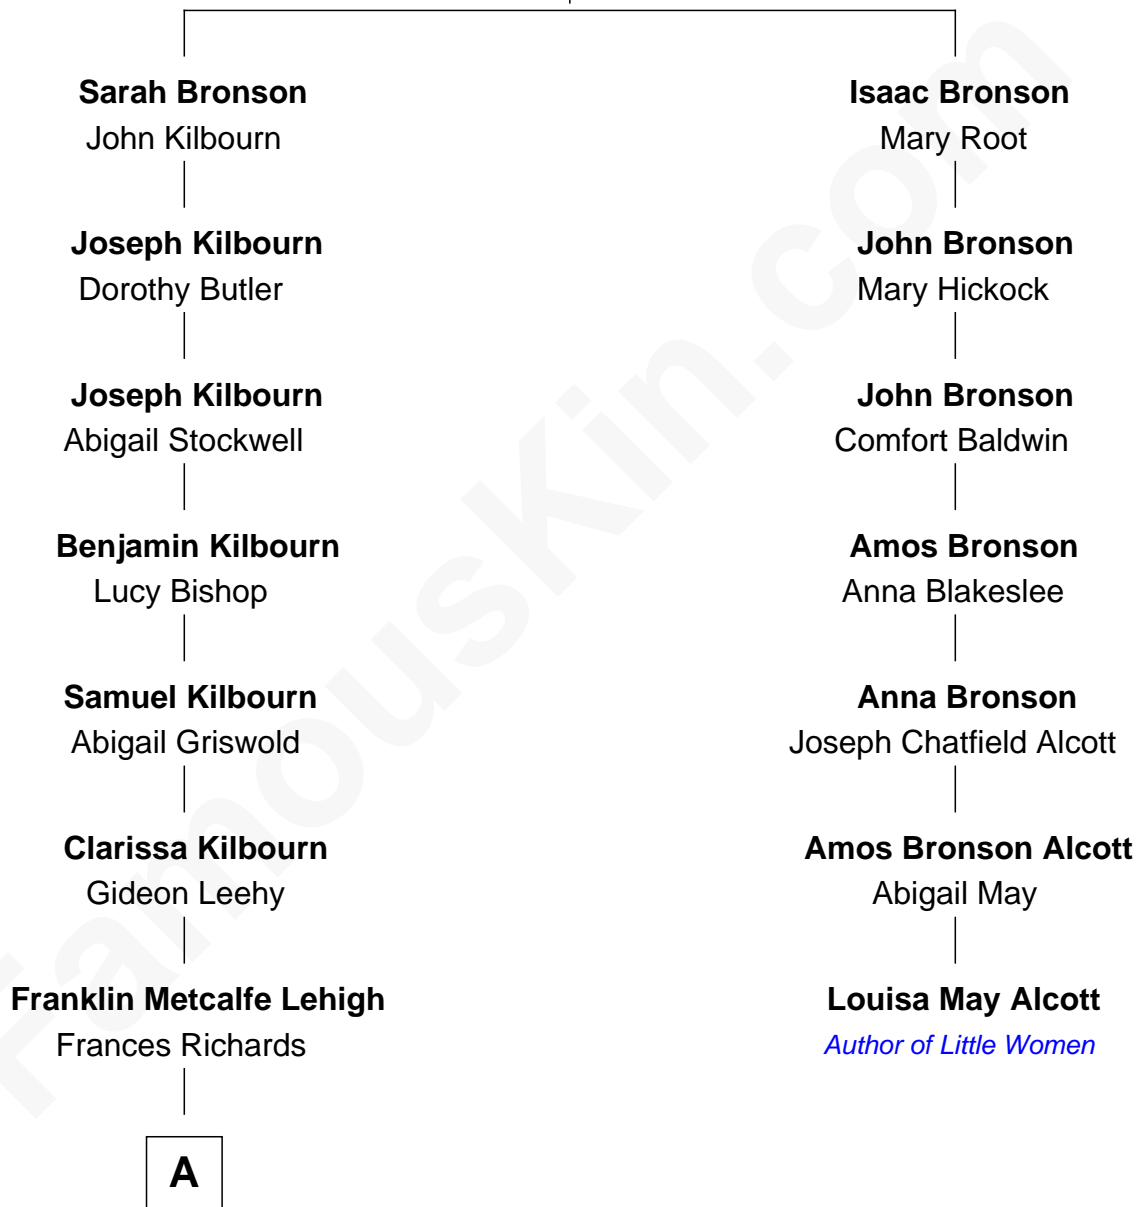 Sarah Bronson
John Kilbourn
Joseph Kilbourn
Dorothy Butler
Joseph Kilbourn
Abigail Stockwell
Benjamin Kilbourn
Lucy Bishop
Samuel Kilbourn
Abigail Griswold
Clarissa Kilbourn
Gideon Leehy
Franklin Metcalfe Lehigh
Frances Richards
A
Isaac Bronson
Mary Root
John Bronson
Mary Hickock
John Bronson
Comfort Baldwin
Amos Bronson
Anna Blakeslee
Anna Bronson
Joseph Chatfield Alcott
Amos Bronson Alcott
Abigail May
Louisa May Alcott
Author of Little Women
FamousKin.com